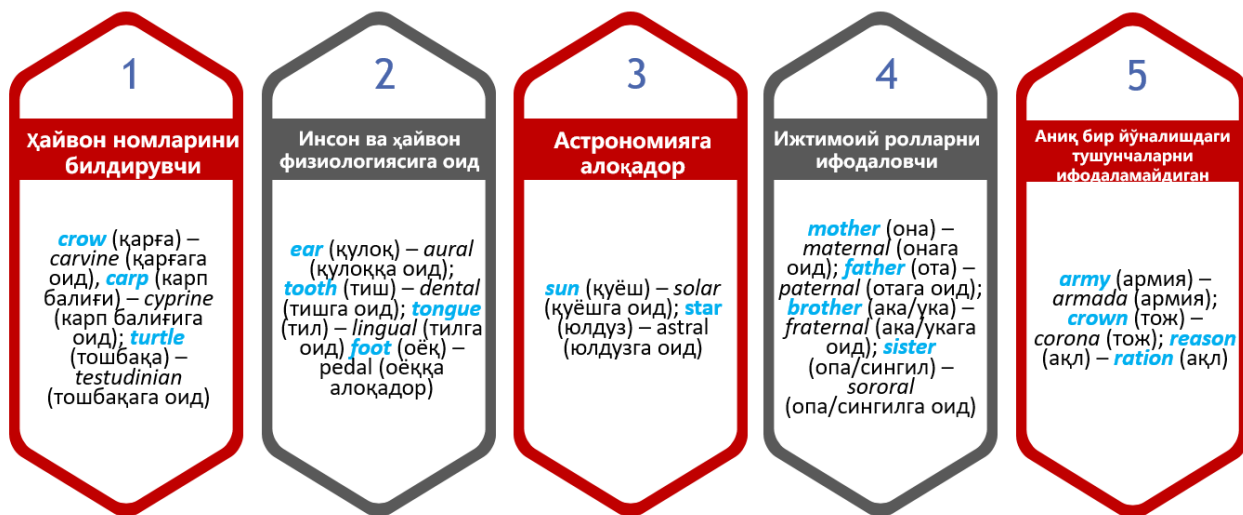 1
Ҳайвон номларини
билдирувчи
crow (қарға) –
carvine (қарғага
оид), carp (карп
балиғи) – cyprine
(карп балиғига
оид); turtle
(тошбақа) –
testudinian
(тошбақага оид)
2
Инсон ва ҳайвон
физиологиясига оид
ear (қулоқ) – aural
(қулоққа оид);
tooth (тиш) – dental
(тишга оид); tongue
(тил) – lingual (тилга
оид) foot (оёқ) –
pedal (оёққа
алоқадор)
3
Астрономияга
алоқадор
sun (қуёш) – solar
(қуёшга оид); star
(юлдуз) – astral
(юлдузга оид)
4
Ижтимоий ролларни
ифодаловчи
mother (она) –
maternal (онага
оид); father (ота) –
paternal (отага оид);
brother (ака/ука) –
fraternal (ака/укага
оид); sister
(опа/сингил) –
sororal
(опа/сингилга оид)
5
Аниқ бир йўналишдаги
тушунчаларни
ифодаламайдиган
army (армия) –
armada (армия);
crown (тож) –
corona (тож); reason
(ақл) – ration (ақл)